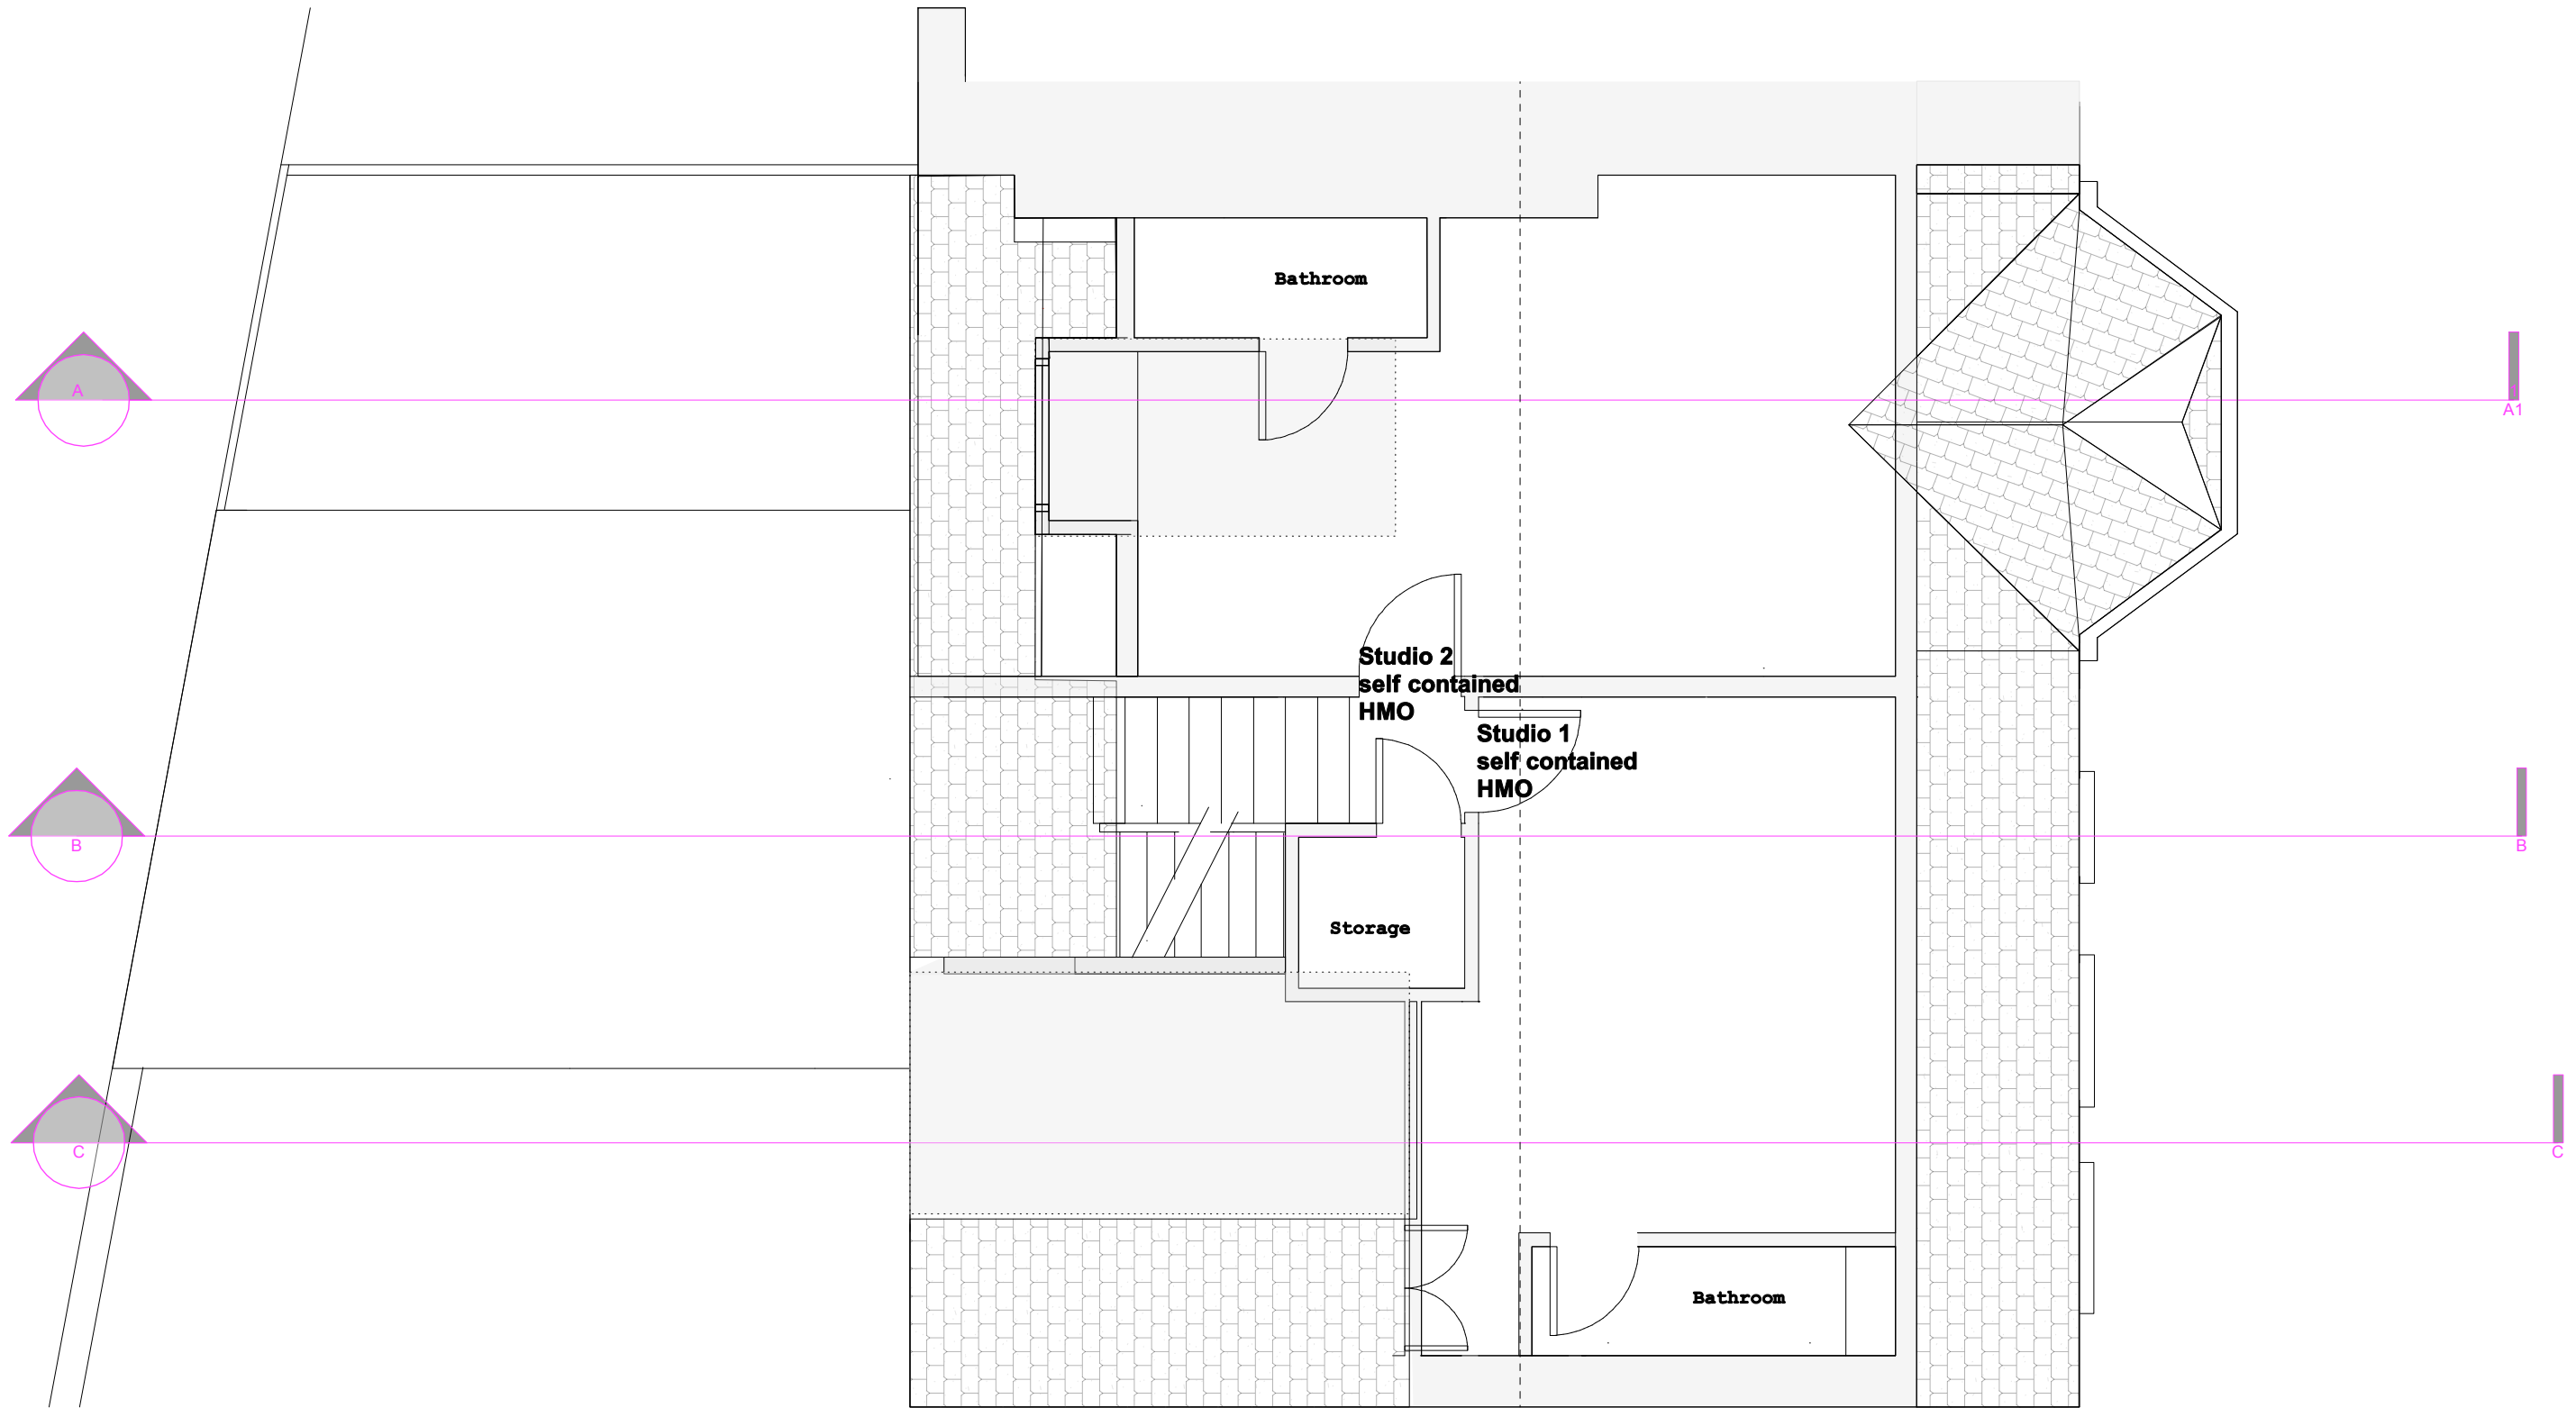 Bathroom
A
A1
Studio 2
self contained
HMO
Studio 1
self contained
HMO
B
B
Storage
C
C
Bathroom